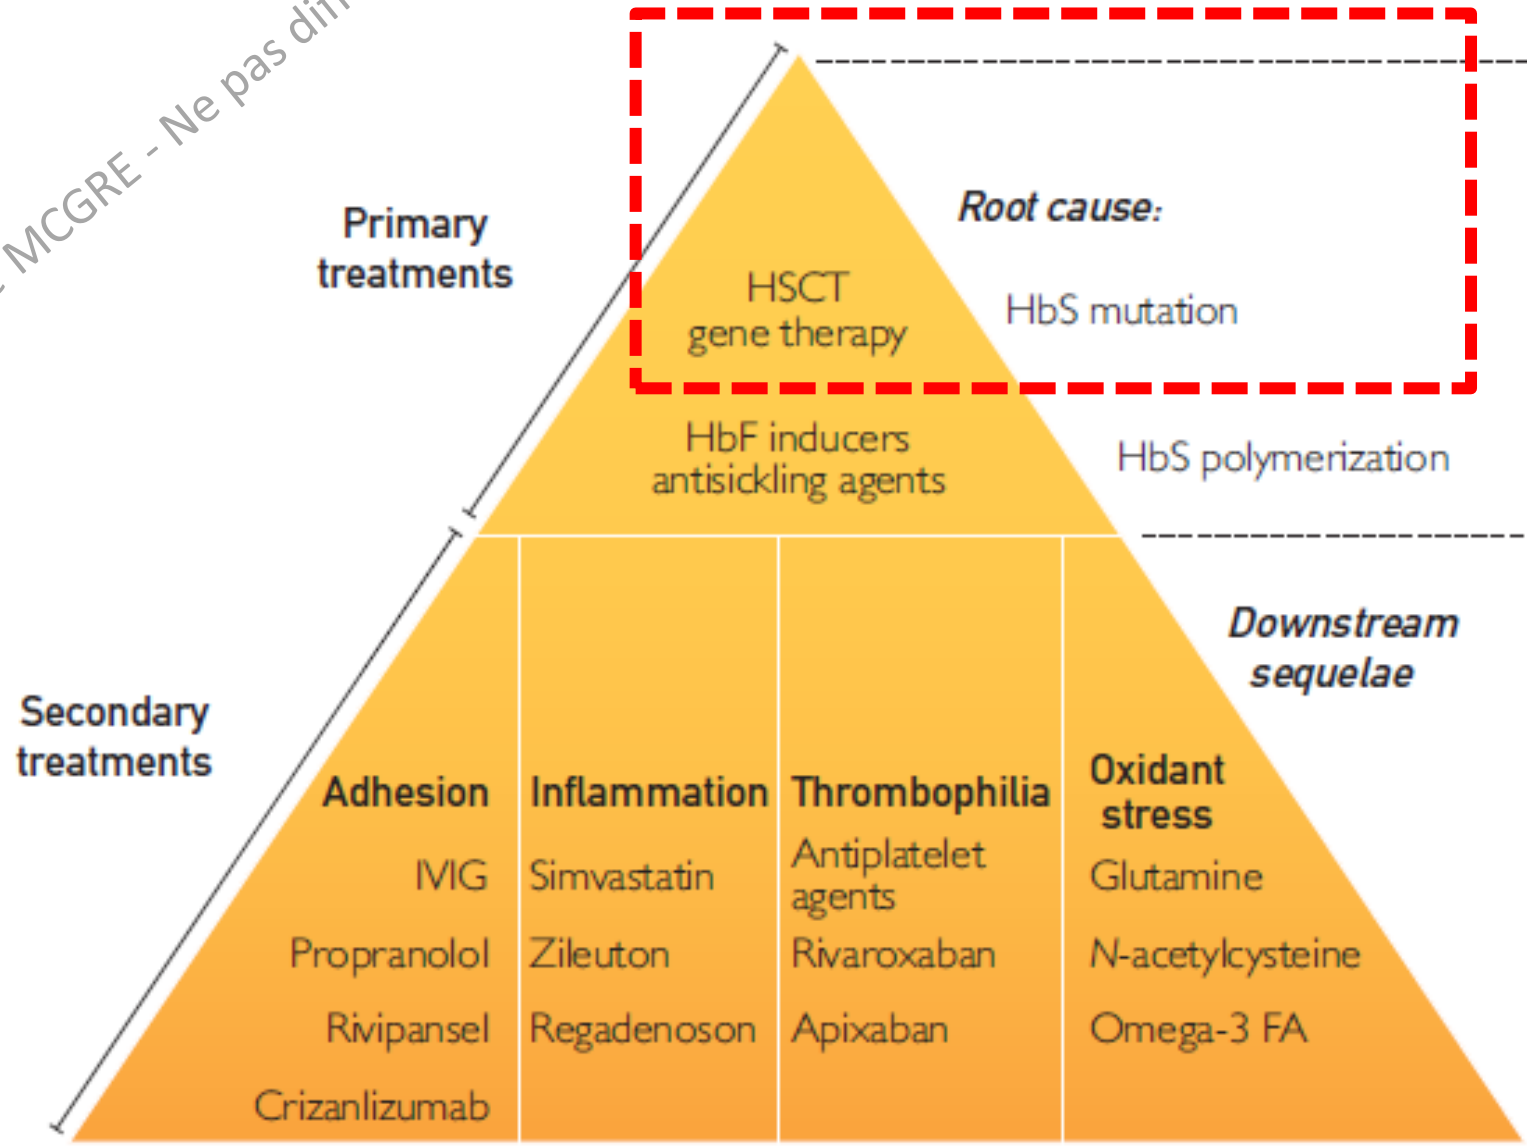 MCGRE - Ne pas
Primary
treatments
HSCT
gene therapy
Root cause:
HbS mutation
HbF inducers
antisickling agents
HbS polymerization
Downstream
sequelae
Secondary
treatments
Adhesion
IVIG
Propranolol
Rivipansel
Crizanlizumab
Inflammation
Simvastatin
Zileuton
Regadenoson
Thrombophilia
Antiplatelet
agents
Rivaroxaban
Apixaban
Oxidant
stress
Glutamine
N-acetylcysteine
Omega-3 FA